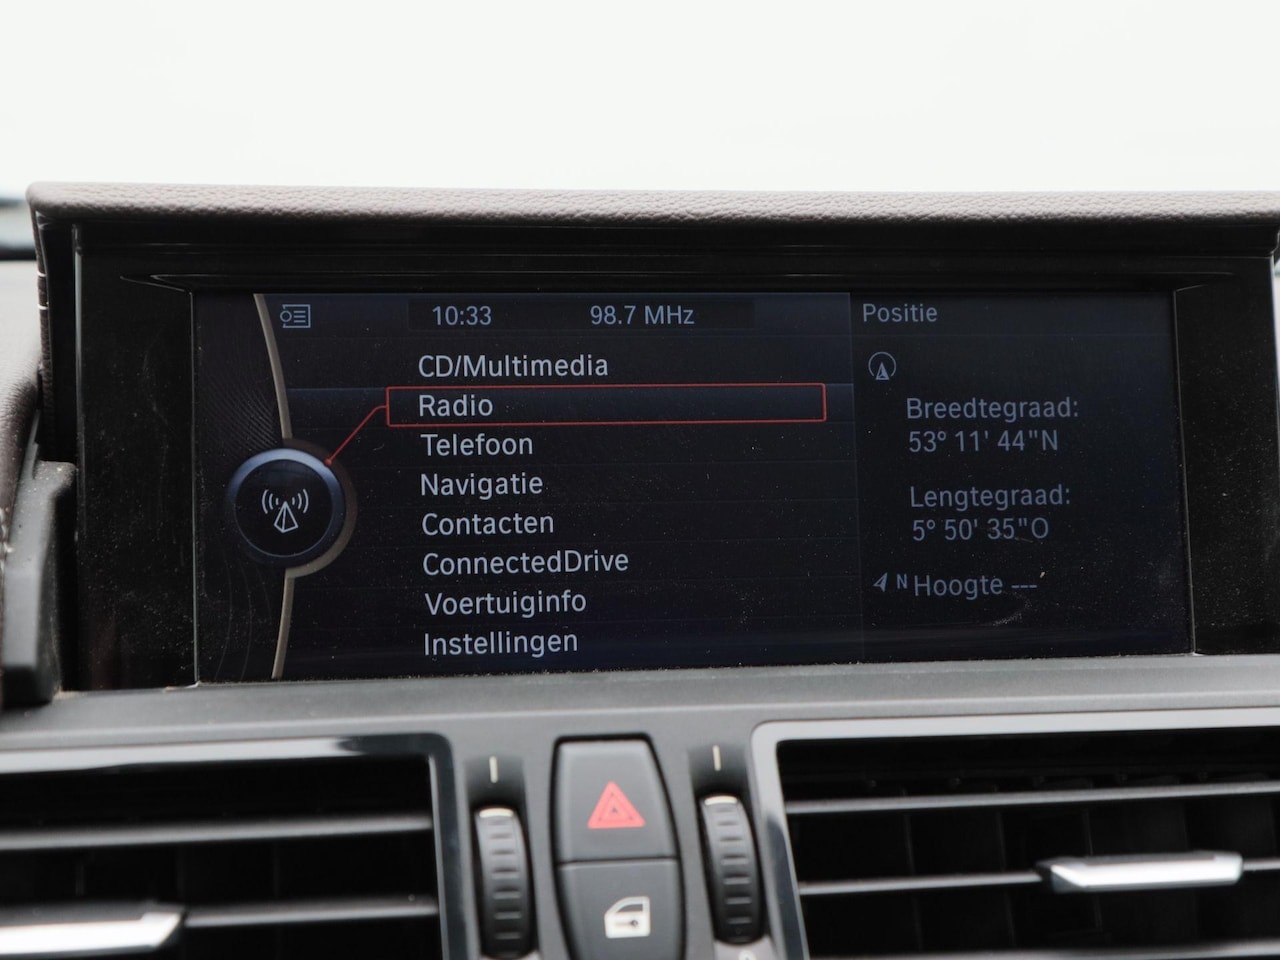 10:33 98.7 MHz
CD/Multimedia
Radio
Telefoon
Navigatie
Contacten
ConnectedDrive
Voertuiginfo
Instellingen
Positie
Breedtegraad:
53° 11' 44"N
Lengtegraad:
5° 50' 35"O
N Hoogte ---